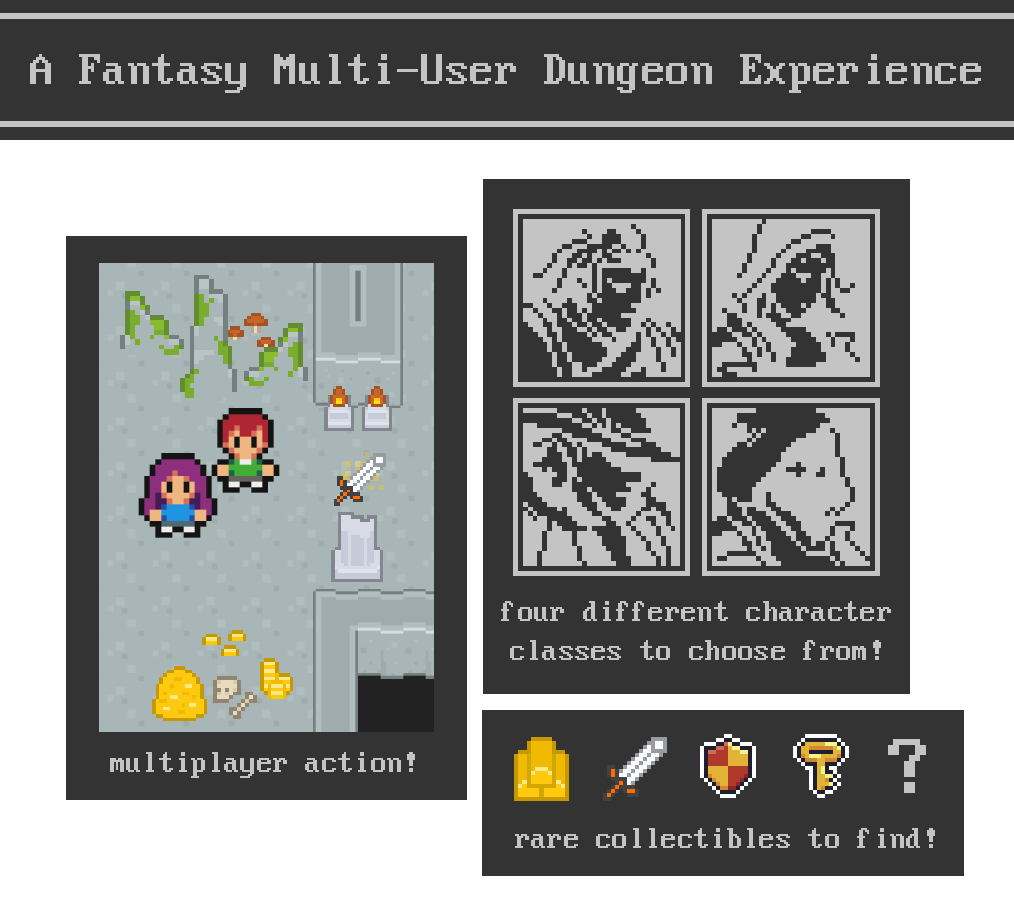 A Fantasy Multi-User Dungeon Experience
multiplayer action!
four different character
classes to choose from!
?
rare collectibles to find!